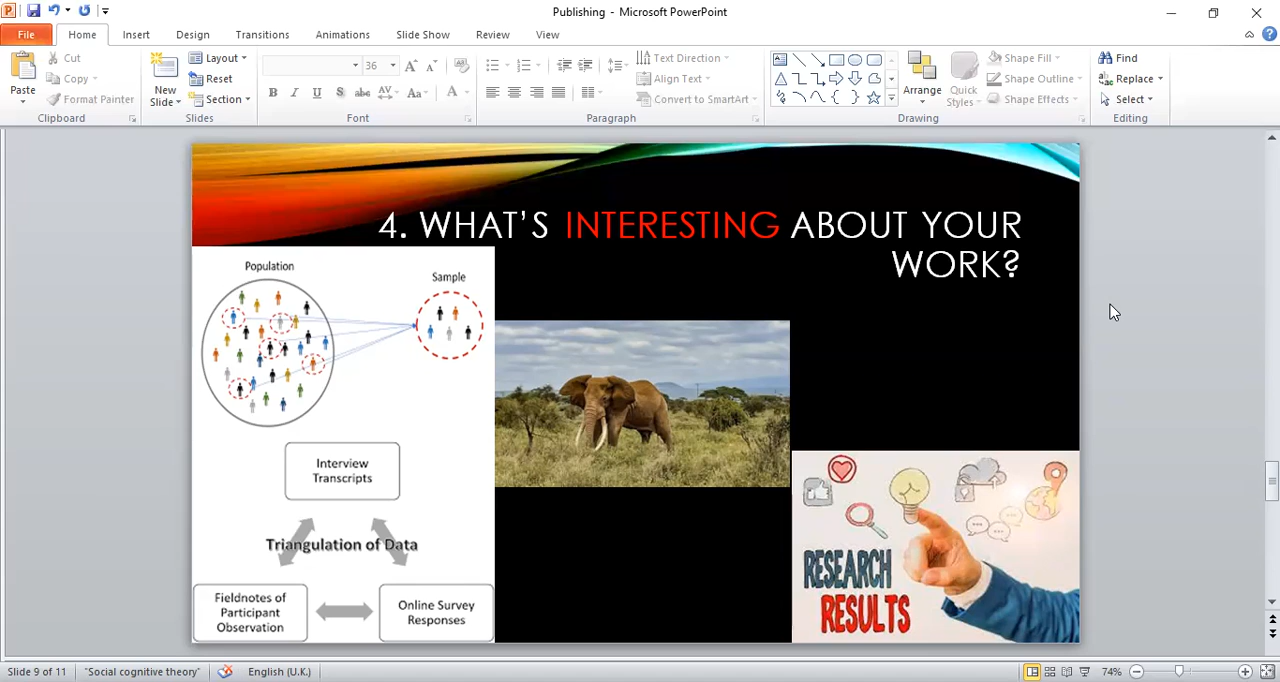 Publishing - Microsoft PowerPoint
File Home Insert Design Transitions Animations Slide Show Review View
Paste
Cut
Copy
Format Painter
Clipboard
New Slide
Layout
Reset
Section
Slides
36
Font
Text Direction
Align Text
Convert to SmartArt
Paragraph
Arrange
Quick Styles
Shape Fill
Shape Outline
Shape Effects
Drawing
Find
Replace
Select
Editing
4. WHAT’S INTERESTING ABOUT YOUR
WORK?
Population
Sample
Interview
Transcripts
Triangulation of Data
Fieldnotes of
Participant
Observation
Online Survey
Responses
RESEARCH
RESULTS
Slide 9 of 11 "Social cognitive theory" English (U.K.) 74%